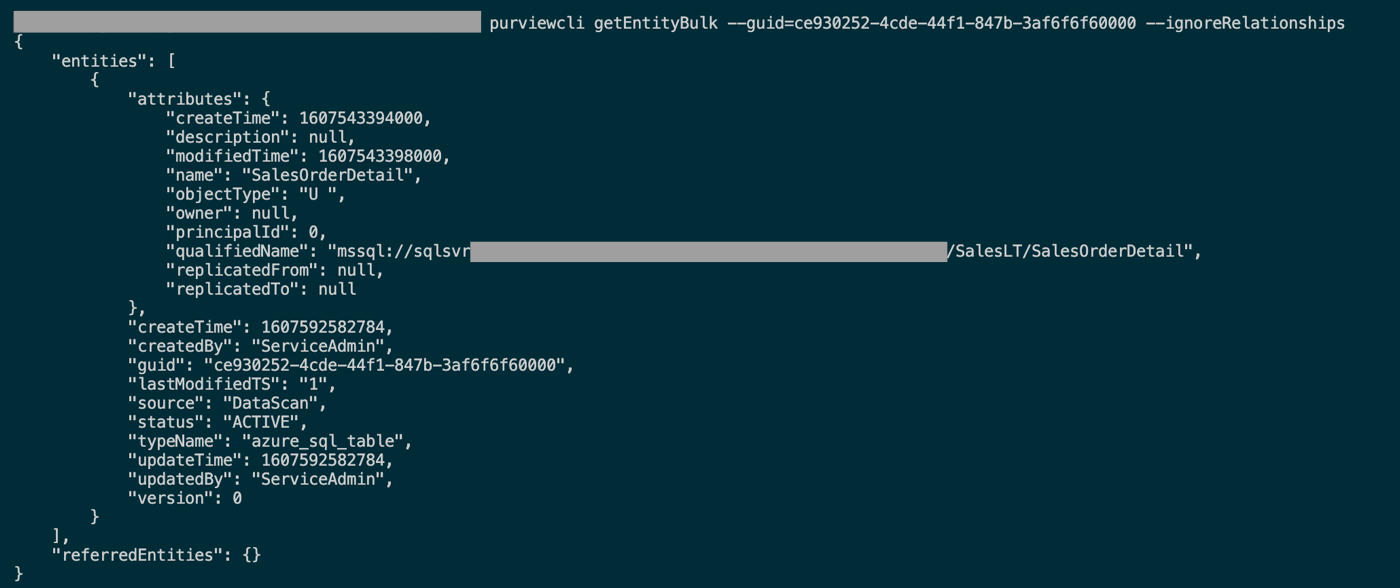 purviewcli getEntityBulk --guid=ce930252-4cde-44f1-847b-3af6f6f60000 --ignoreRelationships
{
    "entities": [
        {
            "attributes": {
                "createTime": 1607543394000,
                "description": null,
                "modifiedTime": 1607543398000,
                "name": "SalesOrderDetail",
                "objectType": "U ",
                "owner": null,
                "principalId": 0,
                "qualifiedName": "mssql://sqlsvr /SalesLT/SalesOrderDetail",
                "replicatedFrom": null,
                "replicatedTo": null
            },
            "createTime": 1607592582784,
            "createdBy": "ServiceAdmin",
            "guid": "ce930252-4cde-44f1-847b-3af6f6f60000",
            "lastModifiedTS": "1",
            "source": "DataScan",
            "status": "ACTIVE",
            "typeName": "azure_sql_table",
            "updateTime": 1607592582784,
            "updatedBy": "ServiceAdmin",
            "version": 0
        }
    ],
    "referredEntities": {}
}